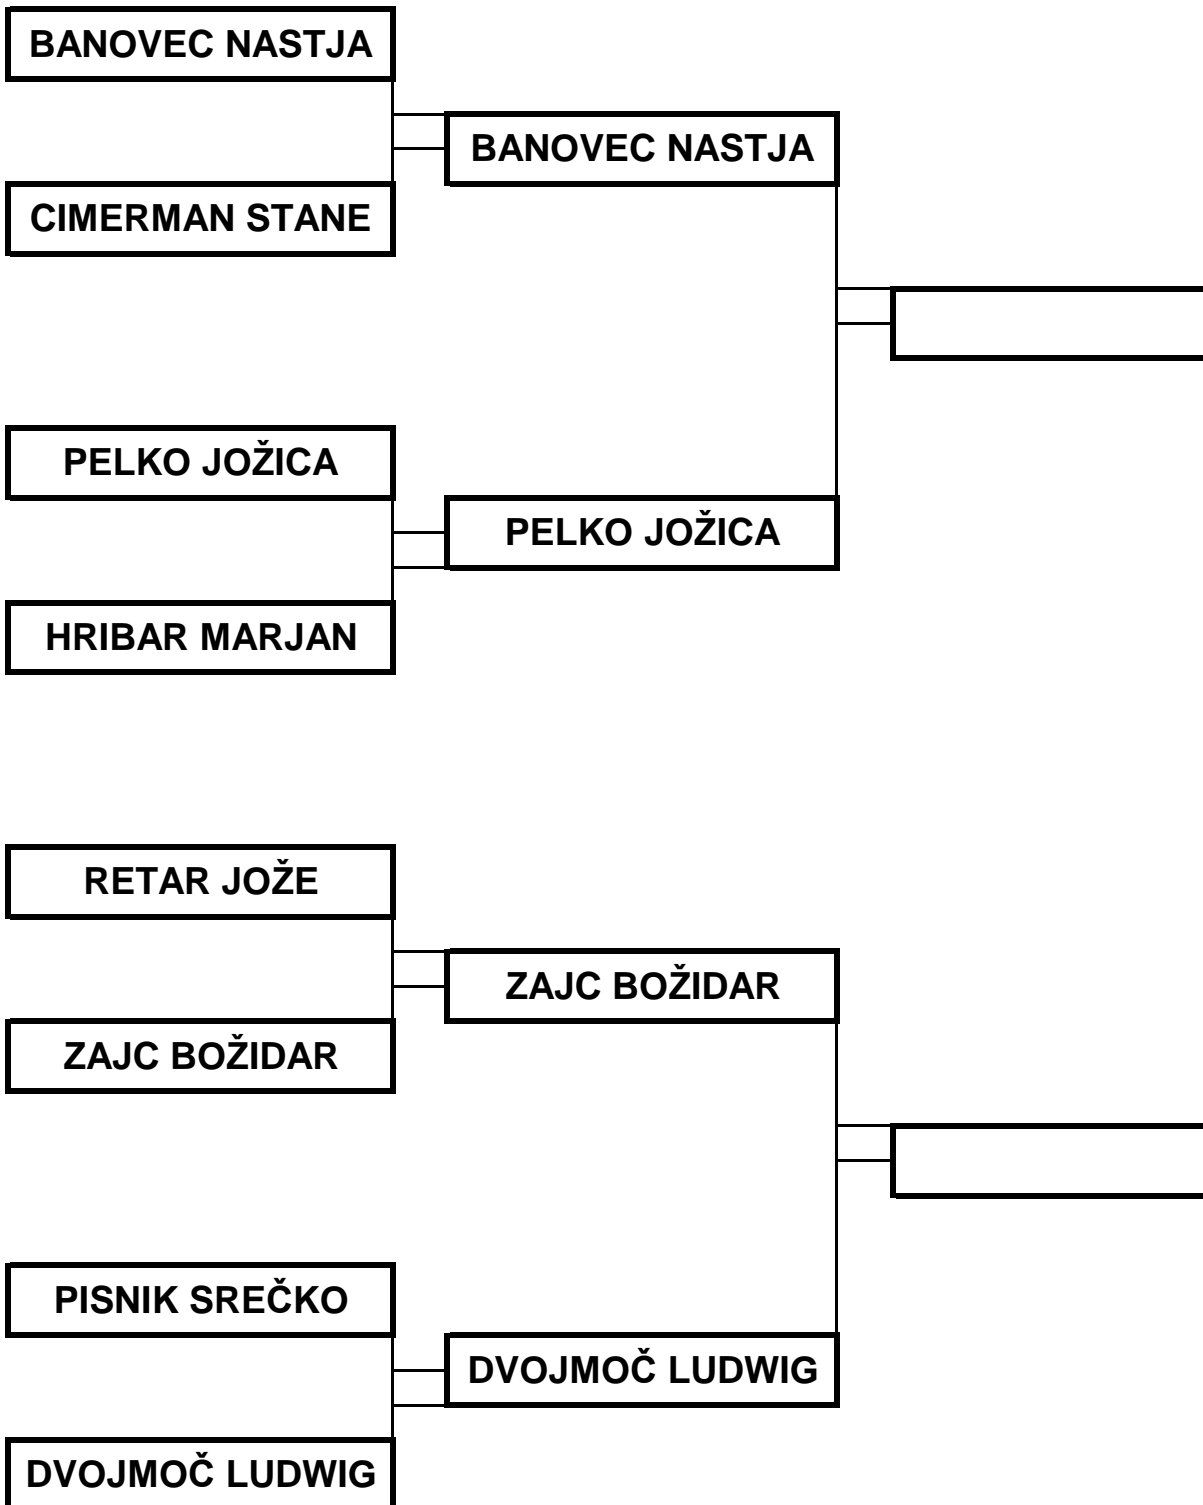 BANOVEC NASTJA
BANOVEC NASTJA
CIMERMAN STANE
PELKO JOŽICA
PELKO JOŽICA
HRIBAR MARJAN
RETAR JOŽE
ZAJC BOŽIDAR
ZAJC BOŽIDAR
PISNIK SREČKO
DVOJMOČ LUDWIG
DVOJMOČ LUDWIG